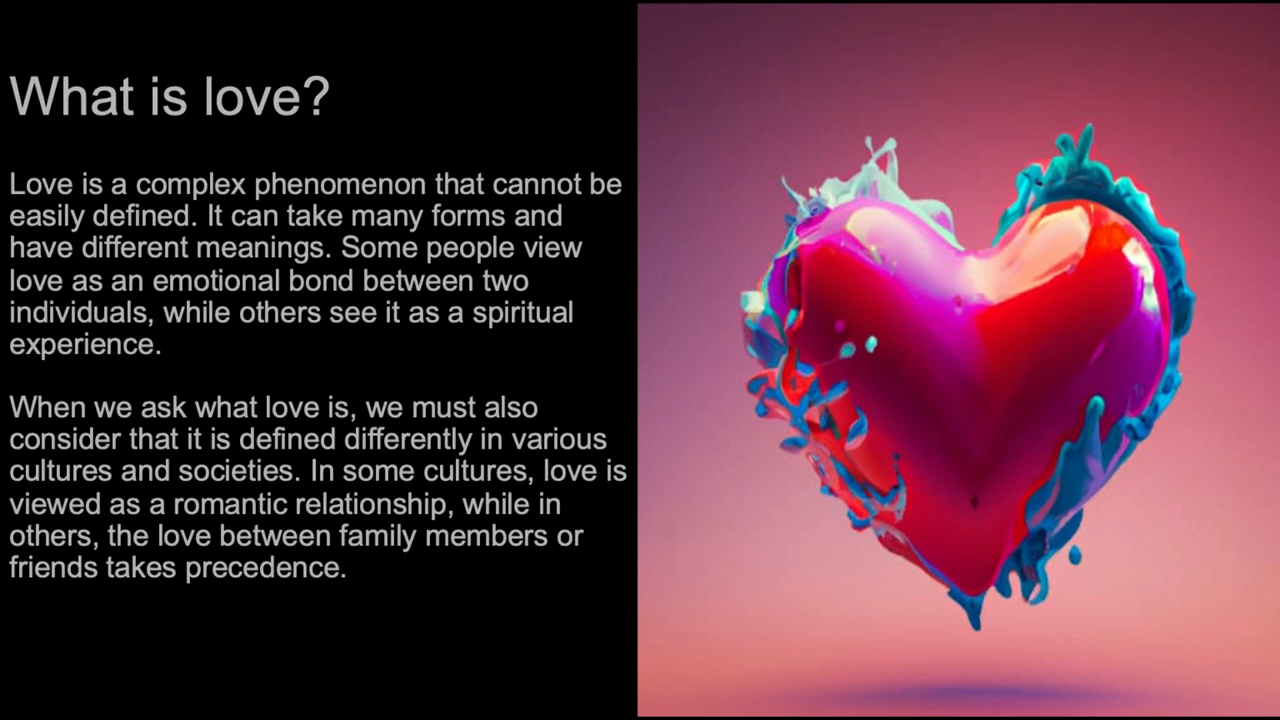 What is love?
Love is a complex phenomenon that cannot be
easily defined. It can take many forms and
have different meanings. Some people view
love as an emotional bond between two
individuals, while others see it as a spiritual
experience.
When we ask what love is, we must also
consider that it is defined differently in various
cultures and societies. In some cultures, love is
viewed as a romantic relationship, while in
others, the love between family members or
friends takes precedence.